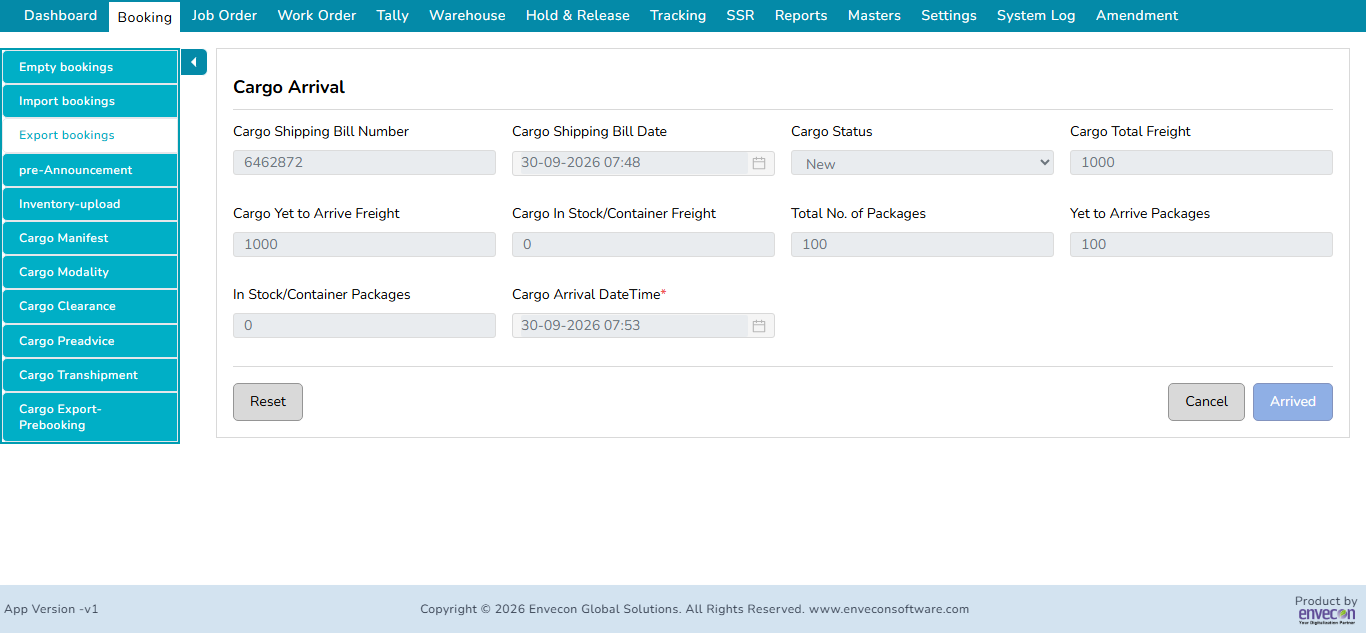 Dashboard Booking Job Order Work Order Tally Warehouse Hold & Release Tracking SSR Reports Masters Settings System Log Amendment
Empty bookings
Import bookings
Export bookings
pre-Announcement
Inventory-upload
Cargo Manifest
Cargo Modality
Cargo Clearance
Cargo Preadvice
Cargo Transhipment
Cargo Export-
Prebooking
Cargo Arrival
Cargo Shipping Bill Number Cargo Shipping Bill Date Cargo Status Cargo Total Freight
6462872 30-09-2026 07:48 New 1000
Cargo Yet to Arrive Freight Cargo In Stock/Container Freight Total No. of Packages Yet to Arrive Packages
1000 0 100 100
In Stock/Container Packages Cargo Arrival DateTime*
0 30-09-2026 07:53
Reset Cancel Arrived
App Version -v1 Copyright © 2026 Envecon Global Solutions. All Rights Reserved. www.enveconsoftware.com Product by
envecon
Your Digitalization Partner